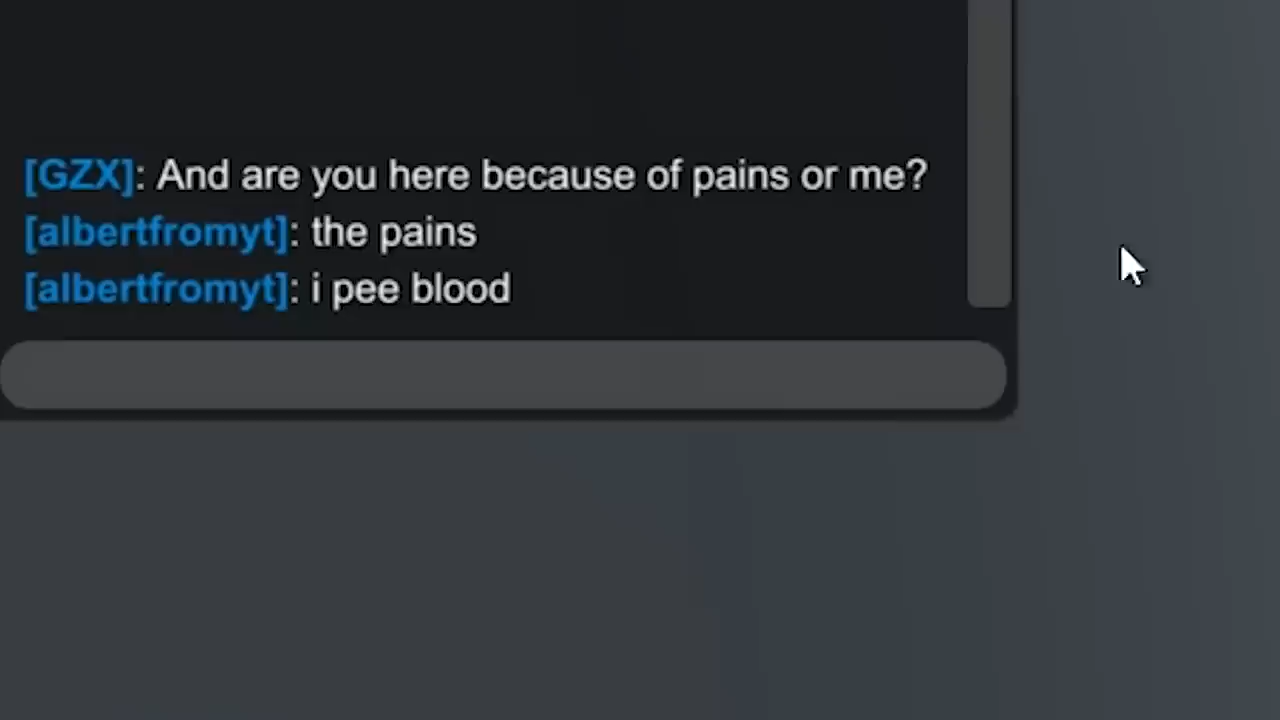 [GZX]: And are you here because of pains or me?
[albertfromyt]: the pains
[albertfromyt]: i pee blood